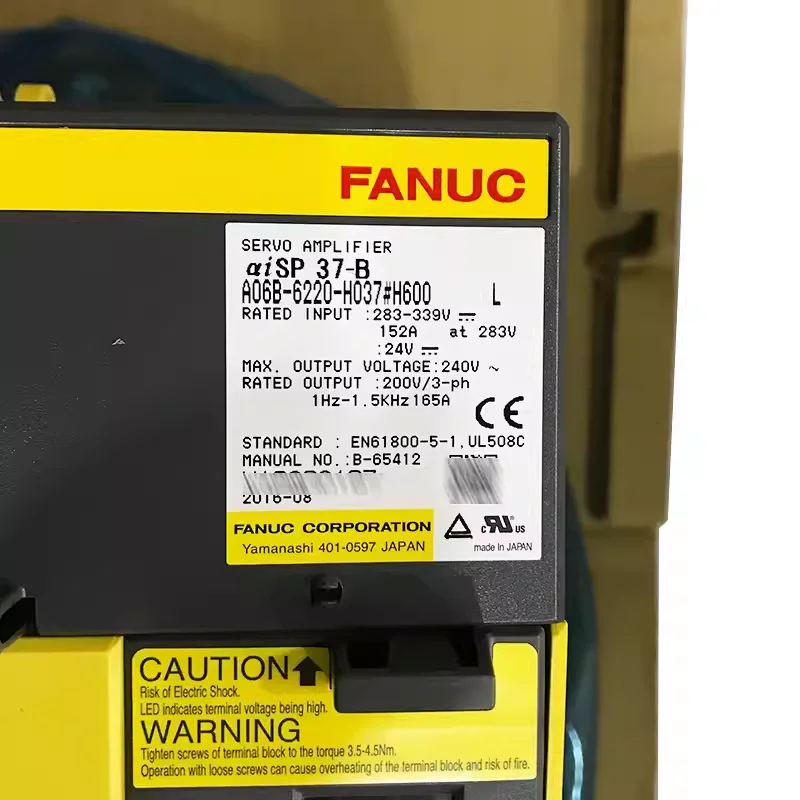 FANUC
SERVO AMPLIFIER
αiSP 37-B
A06B-6220-H037#H600 L
RATED INPUT :283-339V ⎓
152A at 283V
:24V ⎓
MAX. OUTPUT VOLTAGE:240V ~
RATED OUTPUT :200V/3-ph
1Hz-1.5KHz 165A
CE
STANDARD : EN61800-5-1,UL508C
MANUAL NO.:B-65412
2016-08
FANUC CORPORATION
Yamanashi 401-0597 JAPAN
c RU US
made in JAPAN
CAUTION
Risk of Electric Shock.
LED indicates terminal voltage being high.
WARNING
Tighten screws of terminal block to the torque 3.5-4.5Nm.
Operation with loose screws can cause overheating of the terminal block and risk of fire.